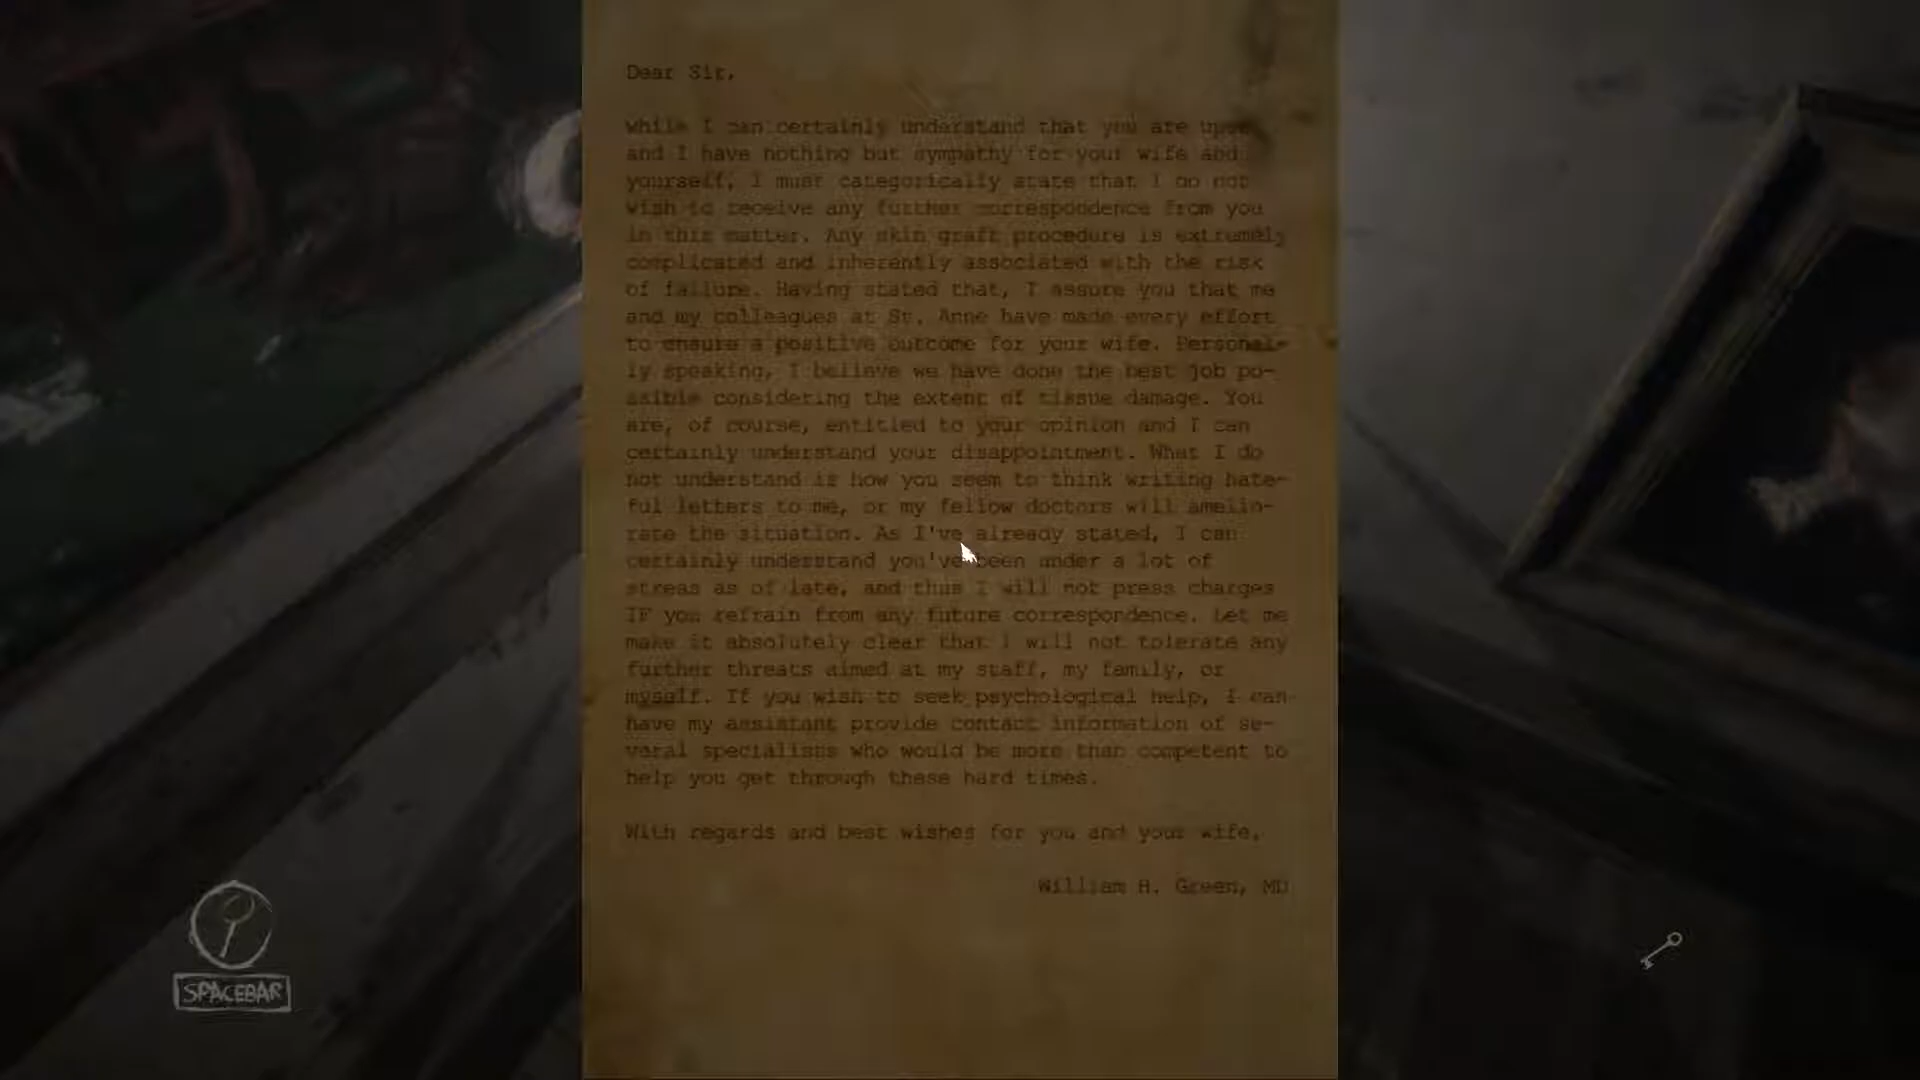 Dear Sir,
while I can certainly understand that you are upset
and I have nothing but sympathy for your wife and
yourself, I must categorically state that I do not
wish to receive any further correspondence from you
in this matter. Any skin graft procedure is extremely
complicated and inherently associated with the risk
of failure. Having stated that, I assure you that me
and my colleagues at St. Anne have made every effort
to ensure a positive outcome for your wife. Personal-
ly speaking, I believe we have done the best job po-
ssible considering the extent of tissue damage. You
are, of course, entitled to your opinion and I can
certainly understand your disappointment. What I do
not understand is how you seem to think writing hate-
ful letters to me, or my fellow doctors will amelio-
rate the situation. As I've already stated, I can
certainly understand you've been under a lot of
stress as of late, and thus I will not press charges
IF you refrain from any future correspondence. Let me
make it absolutely clear that I will not tolerate any
further threats aimed at my staff, my family, or
myself. If you wish to seek psychological help, I can
have my assistant provide contact information of se-
veral specialists who would be more than competent to
help you get through these hard times.
With regards and best wishes for you and your wife,
William H. Green, MD
SPACEBAR